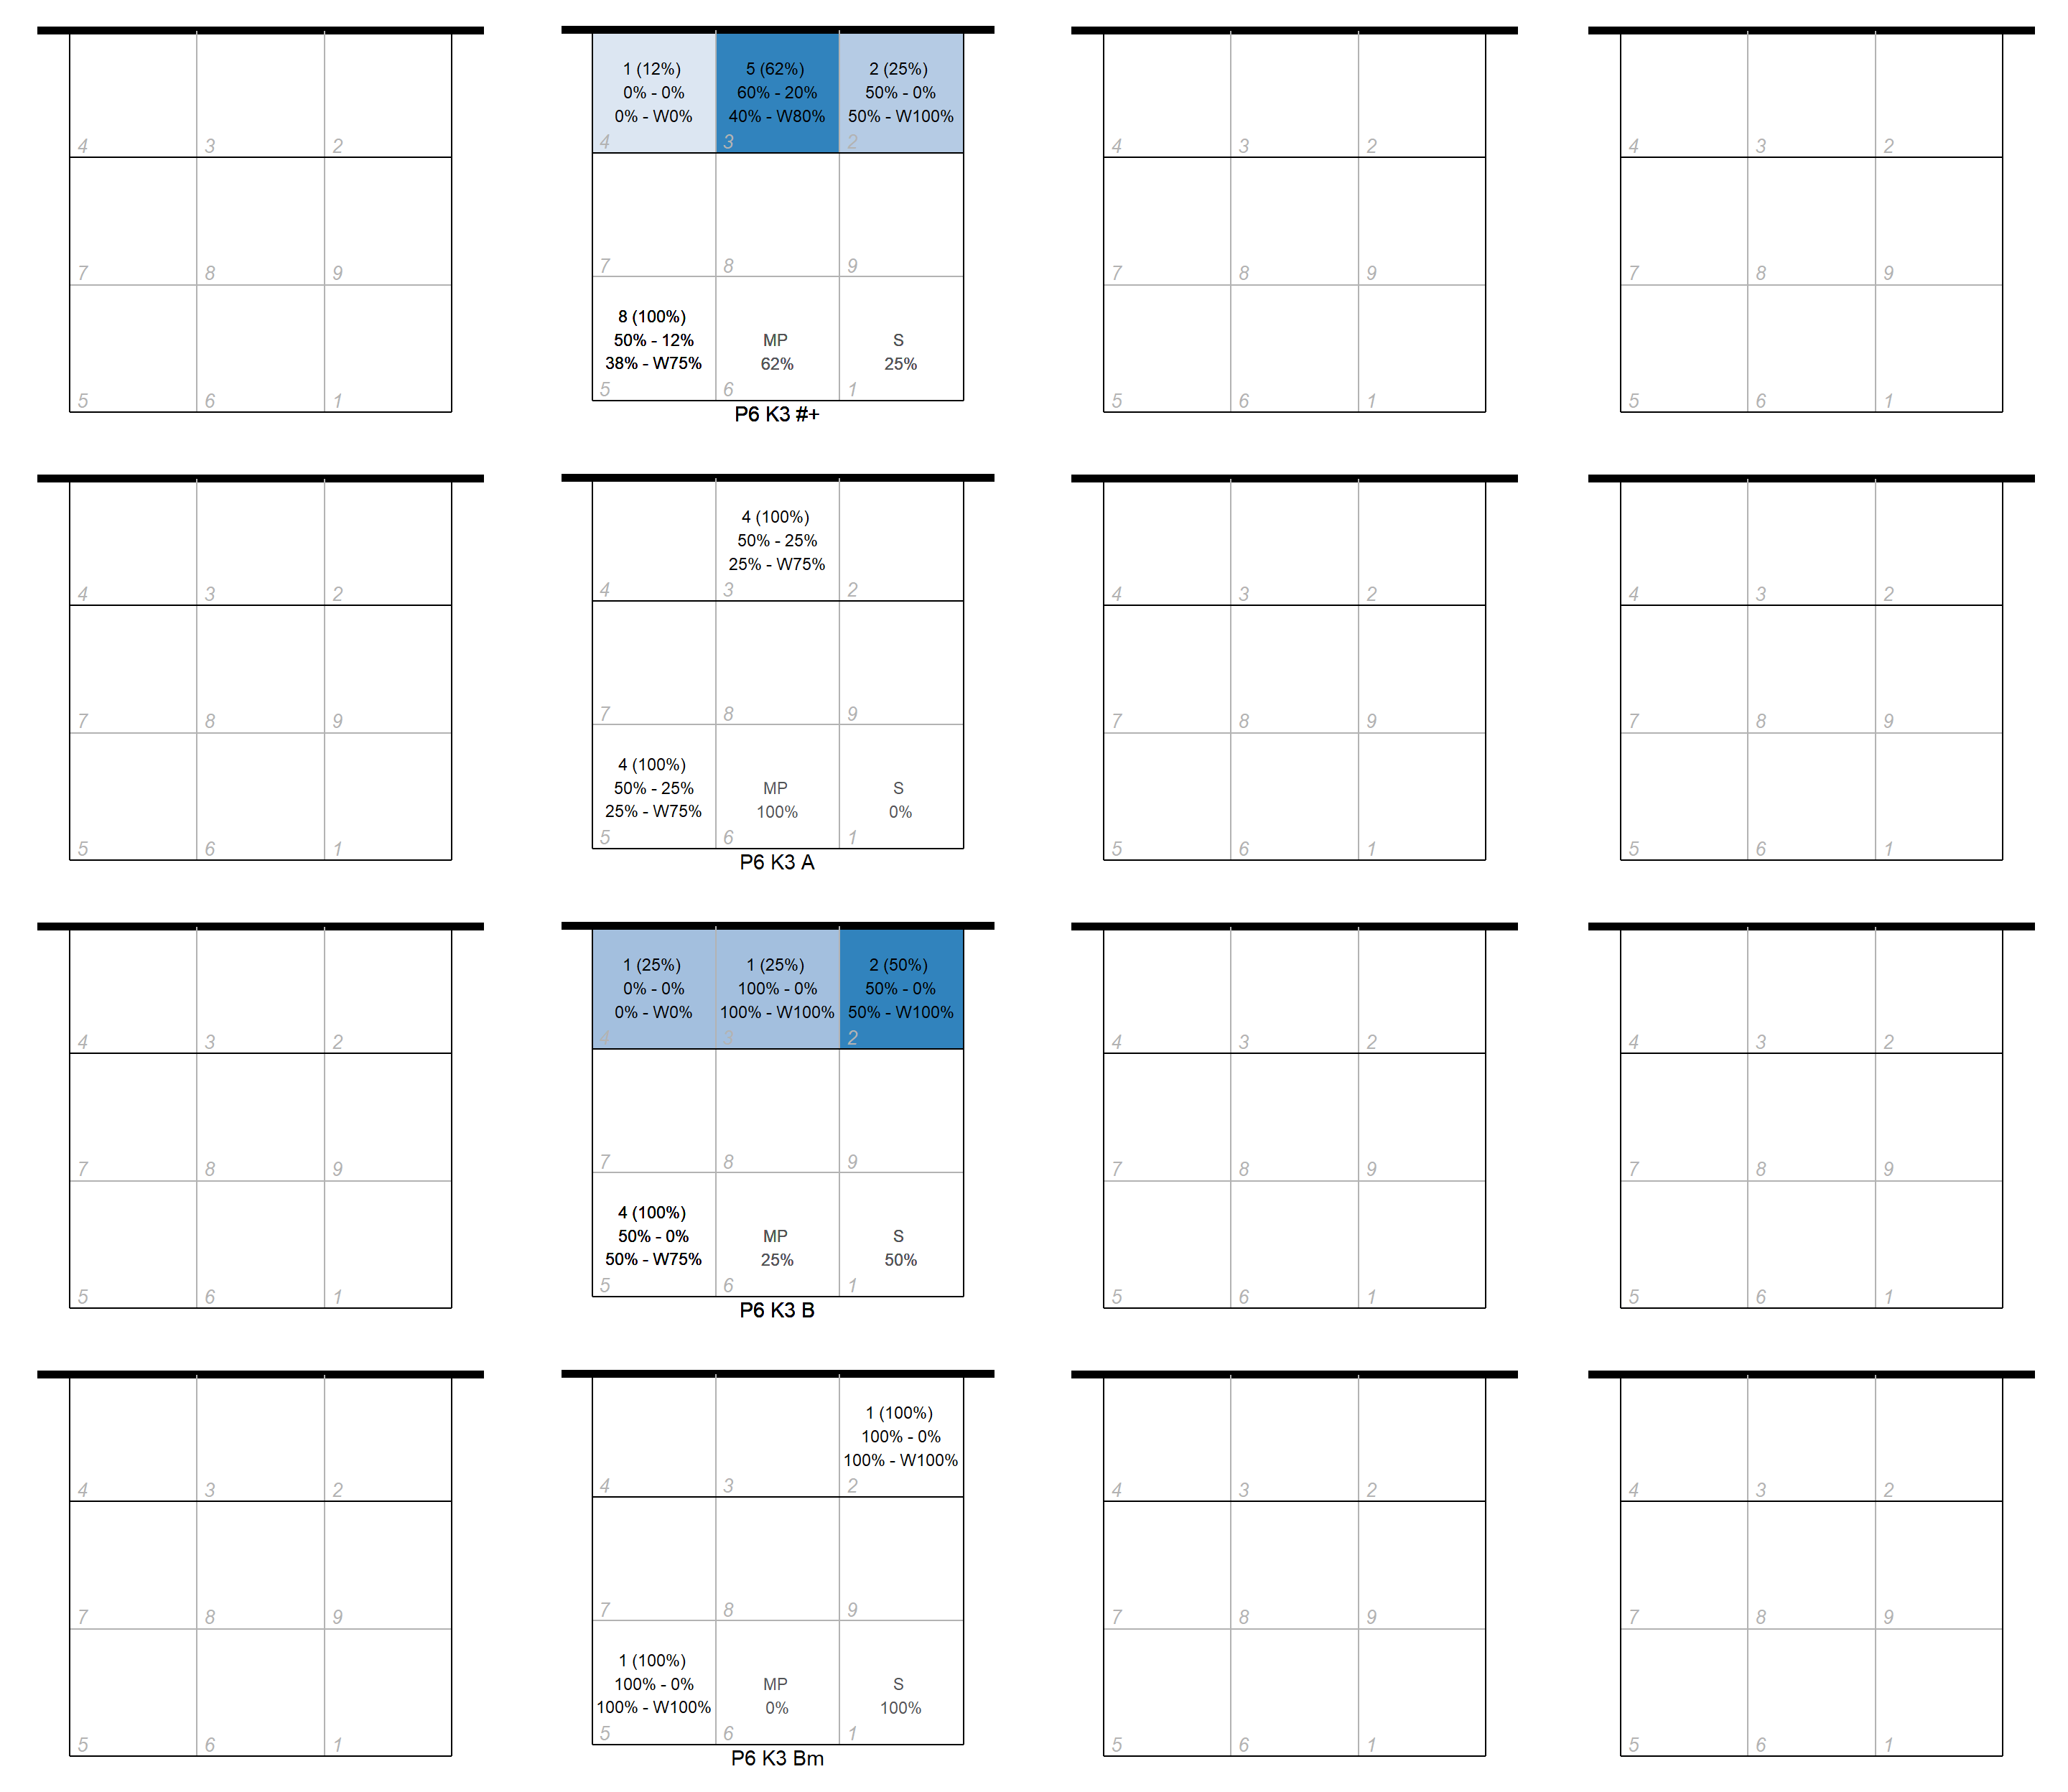 1 (12%) 5 (62%) 2 (25%)
0% - 0% 60% - 20% 50% - 0%
0% - W0% 40% - W80% 50% - W100%
4 3 2 4 3 2 4 3 2 4 3 2
7 8 9 7 8 9 7 8 9 7 8 9
8 (100%)
50% - 12% MP S
38% - W75% 62% 25%
5 6 1 5 6 1 5 6 1 5 6 1
P6 K3 #+
4 (100%)
50% - 25%
25% - W75%
4 3 2 4 3 2 4 3 2 4 3 2
7 8 9 7 8 9 7 8 9 7 8 9
4 (100%)
50% - 25% MP S
25% - W75% 100% 0%
5 6 1 5 6 1 5 6 1 5 6 1
P6 K3 A
1 (25%) 1 (25%) 2 (50%)
0% - 0% 100% - 0% 50% - 0%
0% - W0% 100% - W100% 50% - W100%
4 3 2 4 3 2 4 3 2 4 3 2
7 8 9 7 8 9 7 8 9 7 8 9
4 (100%)
50% - 0% MP S
50% - W75% 25% 50%
5 6 1 5 6 1 5 6 1 5 6 1
P6 K3 B
1 (100%)
100% - 0%
100% - W100%
4 3 2 4 3 2 4 3 2 4 3 2
7 8 9 7 8 9 7 8 9 7 8 9
1 (100%)
100% - 0% MP S
100% - W100% 0% 100%
5 6 1 5 6 1 5 6 1 5 6 1
P6 K3 Bm